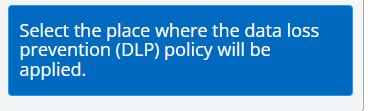 Select the place where the data loss
prevention (DLP) policy will be
applied.